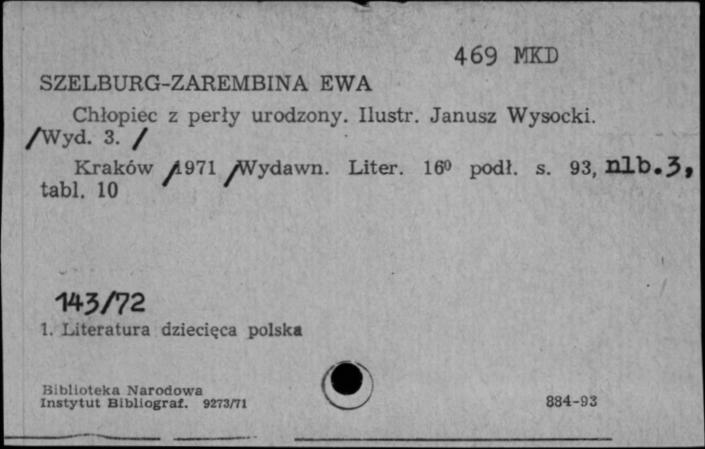 469 MKD
SZELBURG-ZAREMBINA EWA
Chłopiec z perły urodzony. Ilustr. Janusz Wysocki.
/Wyd. 3. /
Kraków /1971 /Wydawn. Liter. 16º podł. s. 93, nlb.3,
tabl. 10
143/72
1. Literatura dziecięca polska
Biblioteka Narodowa
Instytut Bibliograf. 9273/71
884-93